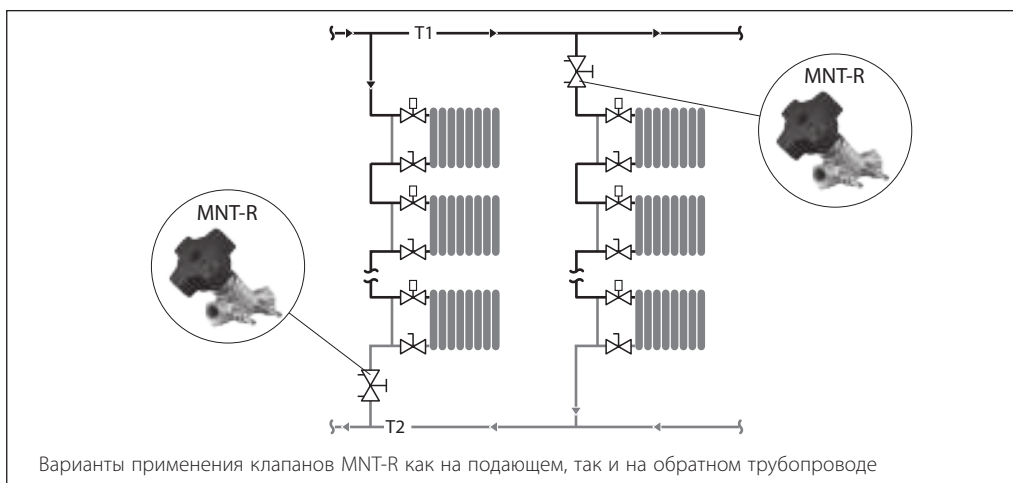 T1
MNT-R
MNT-R
T2
Варианты применения клапанов MNT-R как на подающем, так и на обратном трубопроводе